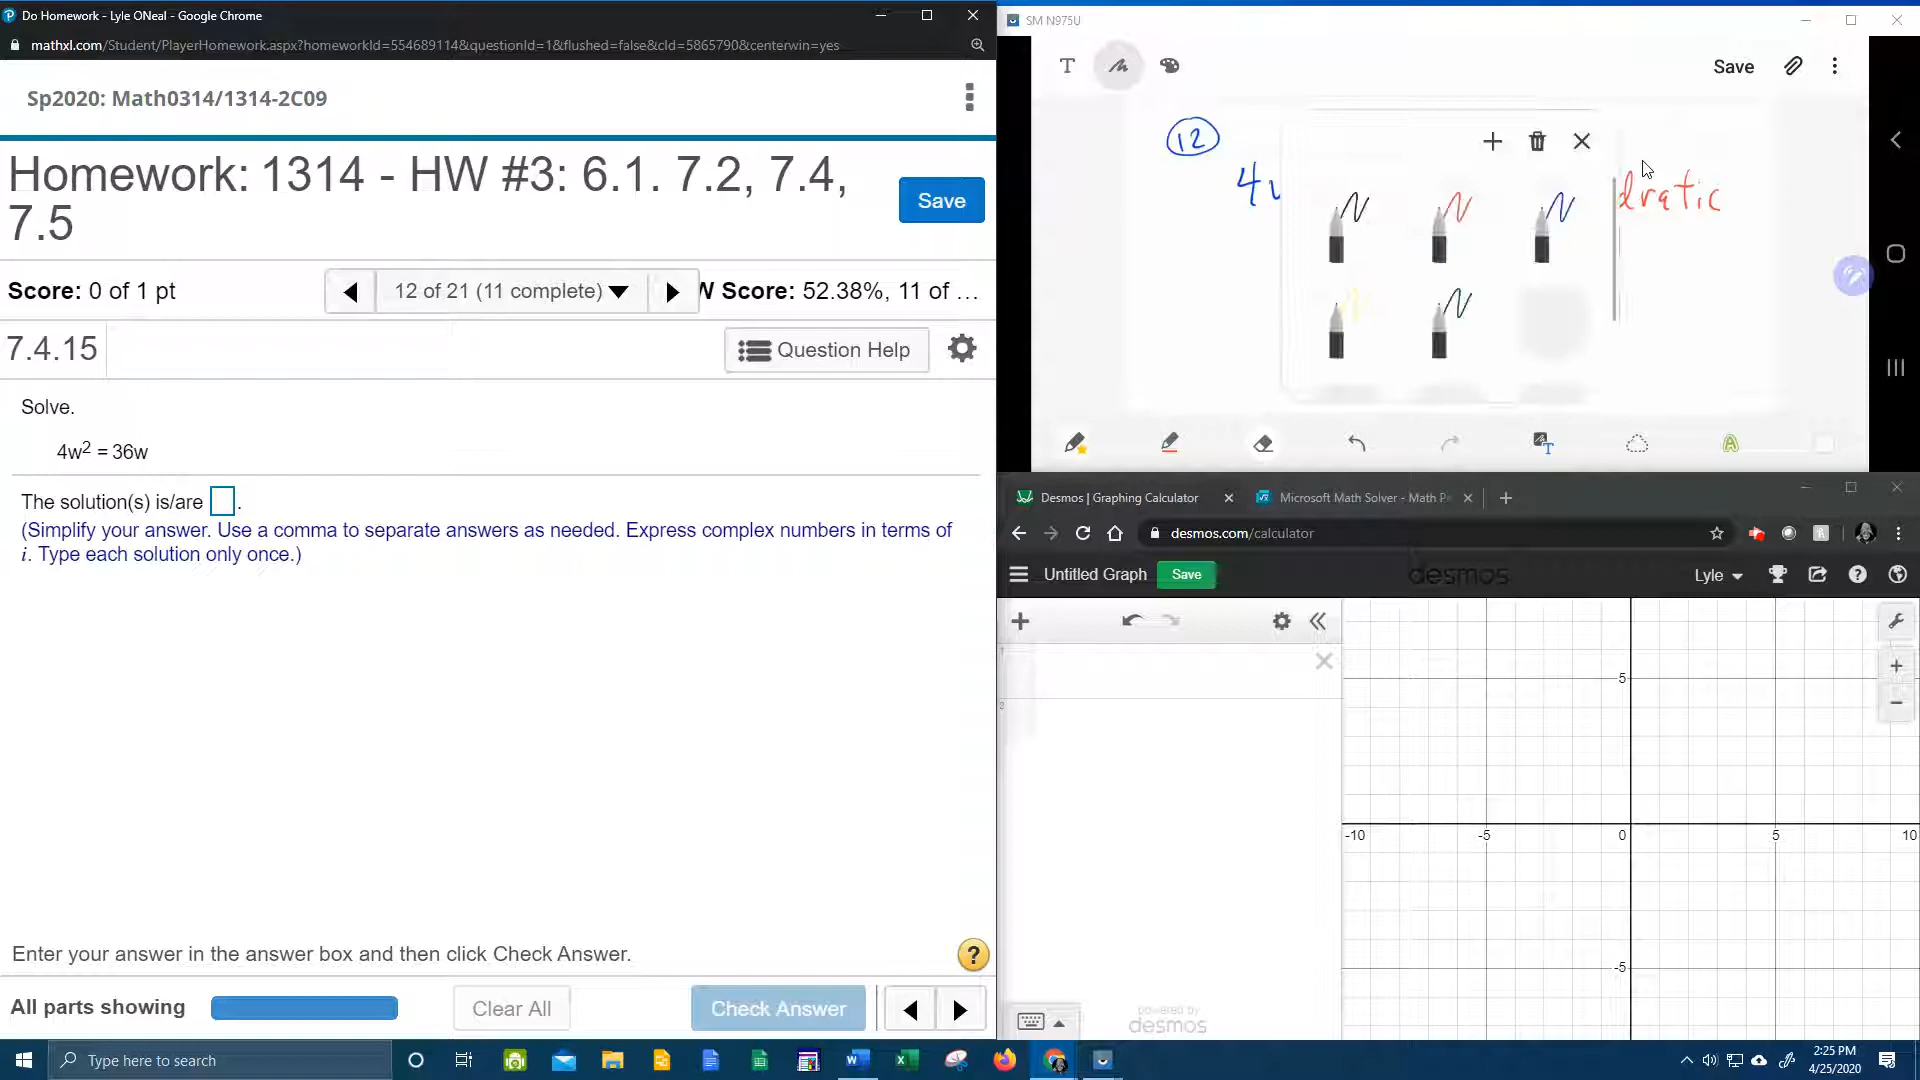 Do Homework - Lyle ONeal - Google Chrome
mathxl.com/Student/PlayerHomework.aspx?homeworkId=554689114&questionId=1&flushed=false&cId=5865790&centerwin=yes
Sp2020: Math0314/1314-2C09
Homework: 1314 - HW #3: 6.1. 7.2, 7.4,
7.5
Save
Score: 0 of 1 pt
12 of 21 (11 complete)
W Score: 52.38%, 11 of ...
7.4.15
Question Help
Solve.
4w² = 36w
The solution(s) is/are .
(Simplify your answer. Use a comma to separate answers as needed. Express complex numbers in terms of
i. Type each solution only once.)
Enter your answer in the answer box and then click Check Answer.
?
All parts showing
Clear All
Check Answer
SM N975U
T
Save
12
4
dratic
T
A
Desmos | Graphing Calculator
Microsoft Math Solver - Math P
desmos.com/calculator
Untitled Graph
Save
desmos
Lyle
1
2
5
-10
-5
0
5
10
-5
powered by
desmos
Type here to search
2:25 PM
4/25/2020